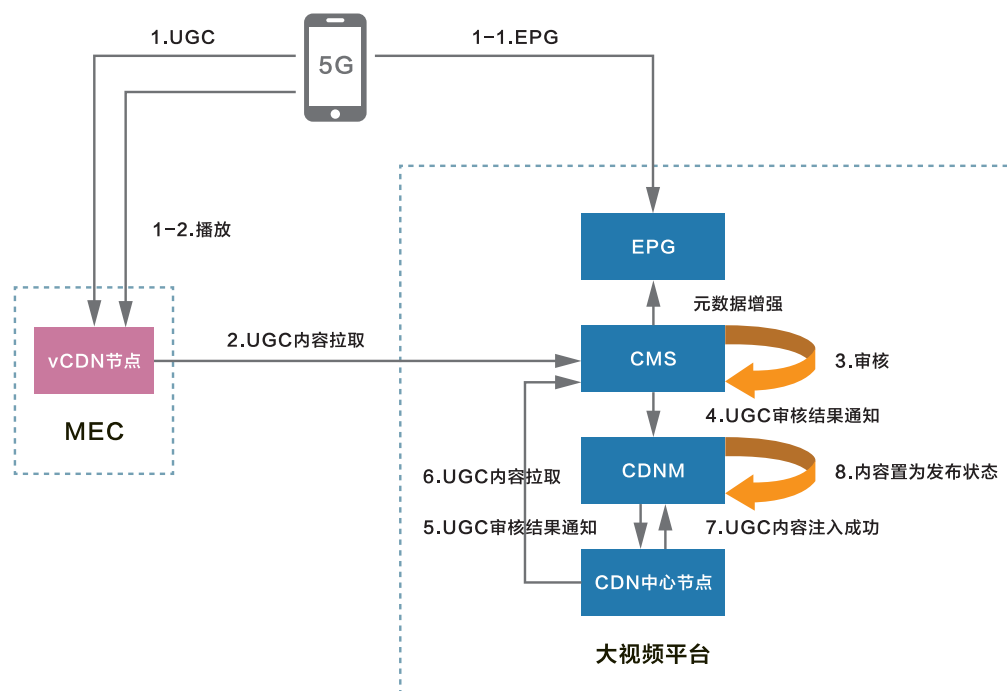 1.UGC
1-1.EPG
5G
1-2.播放
EPG
元数据增强
vCDN节点
2.UGC内容拉取
CMS
3.审核
MEC
4.UGC审核结果通知
6.UGC内容拉取
CDNM
8.内容置为发布状态
5.UGC审核结果通知
7.UGC内容注入成功
CDN中心节点
大视频平台